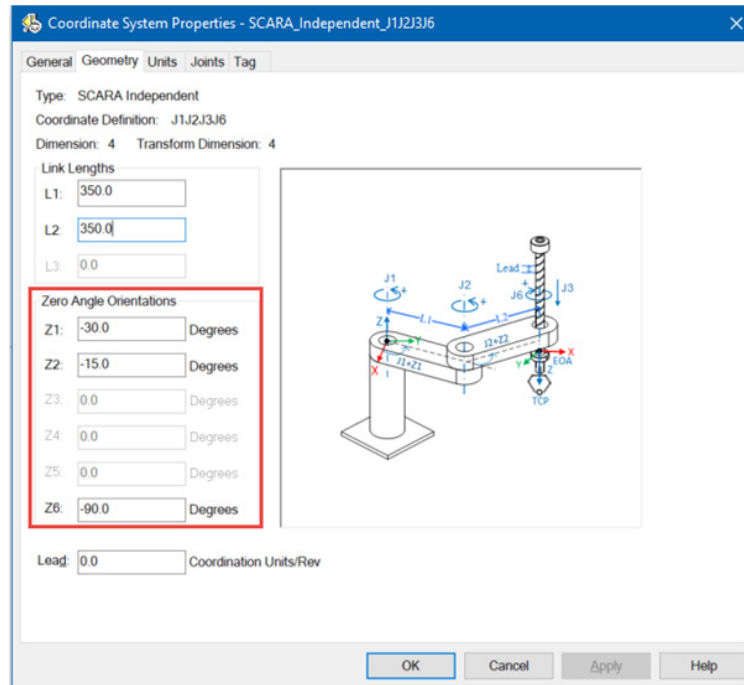 Coordinate System Properties - SCARA_Independent_J1J2J3J6
General Geometry Units Joints Tag
Type: SCARA Independent
Coordinate Definition: J1J2J3J6
Dimension: 4 Transform Dimension: 4
Link Lengths
L1: 350.0
L2: 350.0
L3: 0.0
Zero Angle Orientations
Z1: -30.0 Degrees
Z2: -15.0 Degrees
Z3: 0.0 Degrees
Z4: 0.0 Degrees
Z5: 0.0 Degrees
Z6: -90.0 Degrees
Lead: 0.0 Coordination Units/Rev
Lead
J1
J2
J6
J3
+
+
+
L1
L2
Z
Y
X
J1+Z1
J2+Z2
X
Y
Z
EOA
TCP
OK Cancel Apply Help